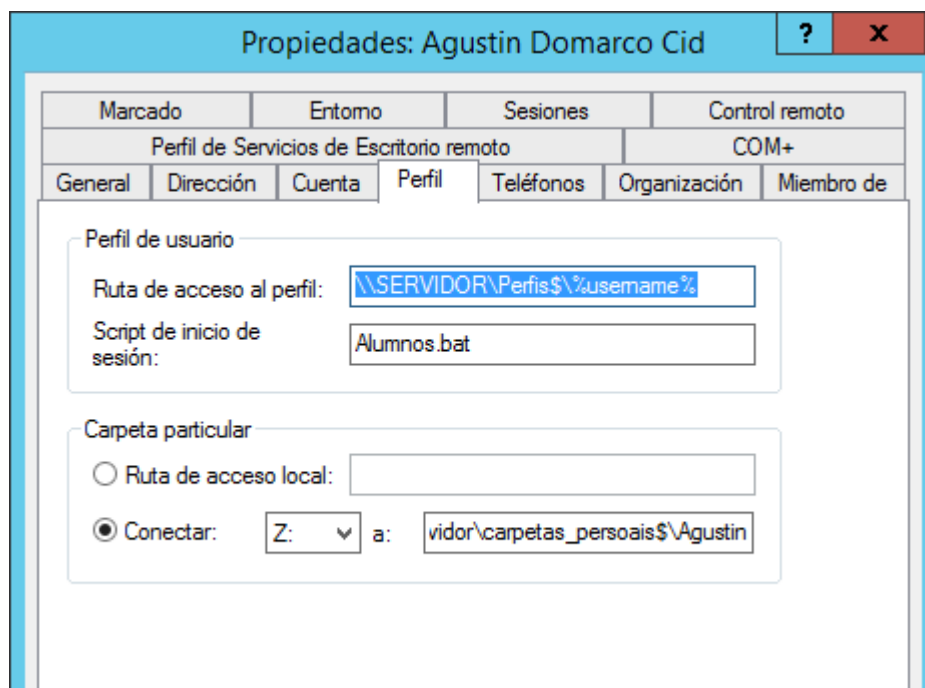 Propiedades: Agustin Domarco Cid
?
x
Marcado Entorno Sesiones Control remoto
Perfil de Servicios de Escritorio remoto COM+
General Dirección Cuenta Perfil Teléfonos Organización Miembro de
Perfil de usuario
Ruta de acceso al perfil: \\SERVIDOR\Perfis$\%username%
Script de inicio de
sesión:
Alumnos.bat
Carpeta particular
Ruta de acceso local:
Conectar: Z: a: vidor\carpetas_persoais$\Agustin